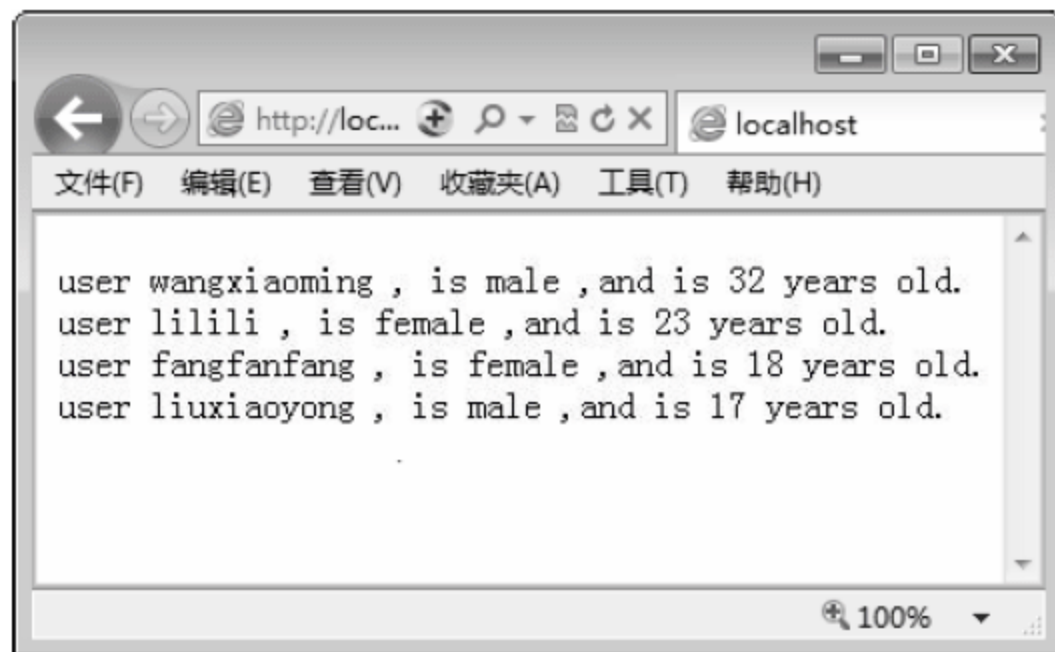 http://loc...
localhost
文件(F) 编辑(E) 查看(V) 收藏夹(A) 工具(T) 帮助(H)
user wangxiaoming , is male ,and is 32 years old.
user lilili , is female ,and is 23 years old.
user fangfanfang , is female ,and is 18 years old.
user liuxiaoyong , is male ,and is 17 years old.
100%